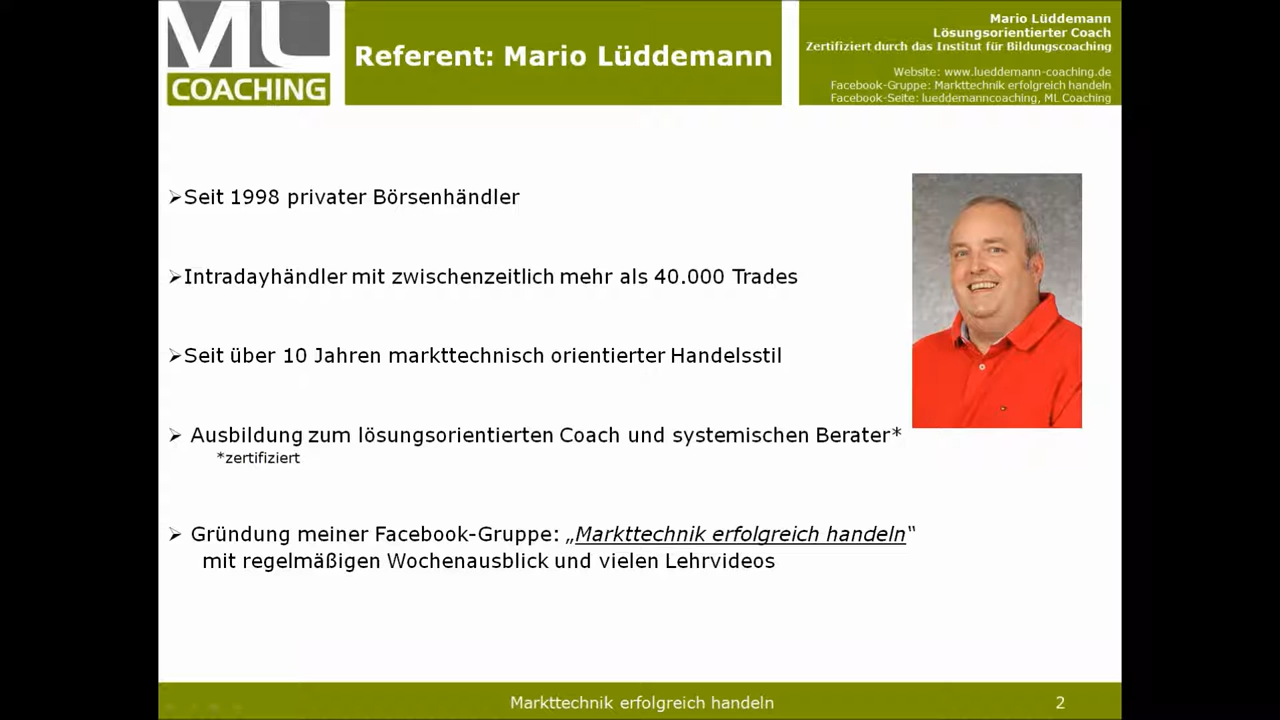 ML
COACHING
Referent: Mario Lüddemann
Mario Lüddemann
Lösungsorientierter Coach
Zertifiziert durch das Institut für Bildungscoaching
Website: www.lueddemann-coaching.de
Facebook-Gruppe: Markttechnik erfolgreich handeln
Facebook-Seite: lueddemanncoaching, ML Coaching
➢Seit 1998 privater Börsenhändler
➢Intradayhändler mit zwischenzeitlich mehr als 40.000 Trades
➢Seit über 10 Jahren markttechnisch orientierter Handelsstil
➢ Ausbildung zum lösungsorientierten Coach und systemischen Berater*
*zertifiziert
➢ Gründung meiner Facebook-Gruppe: „Markttechnik erfolgreich handeln“
mit regelmäßigen Wochenausblick und vielen Lehrvideos
Markttechnik erfolgreich handeln
2